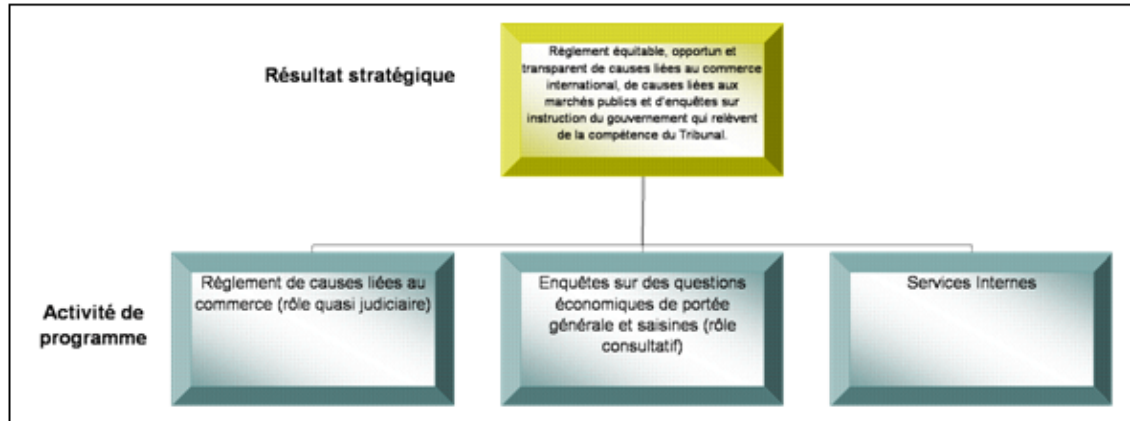 Résultat stratégique
Règlement équitable, opportun et
transparent de causes liées au commerce
international, de causes liées aux
marchés publics et d'enquêtes sur
instruction du gouvernement qui relèvent
de la compétence du Tribunal.
Activité de
programme
Règlement de causes liées au
commerce (rôle quasi judiciaire)
Enquêtes sur des questions
économiques de portée
générale et saisines (rôle
consultatif)
Services Internes